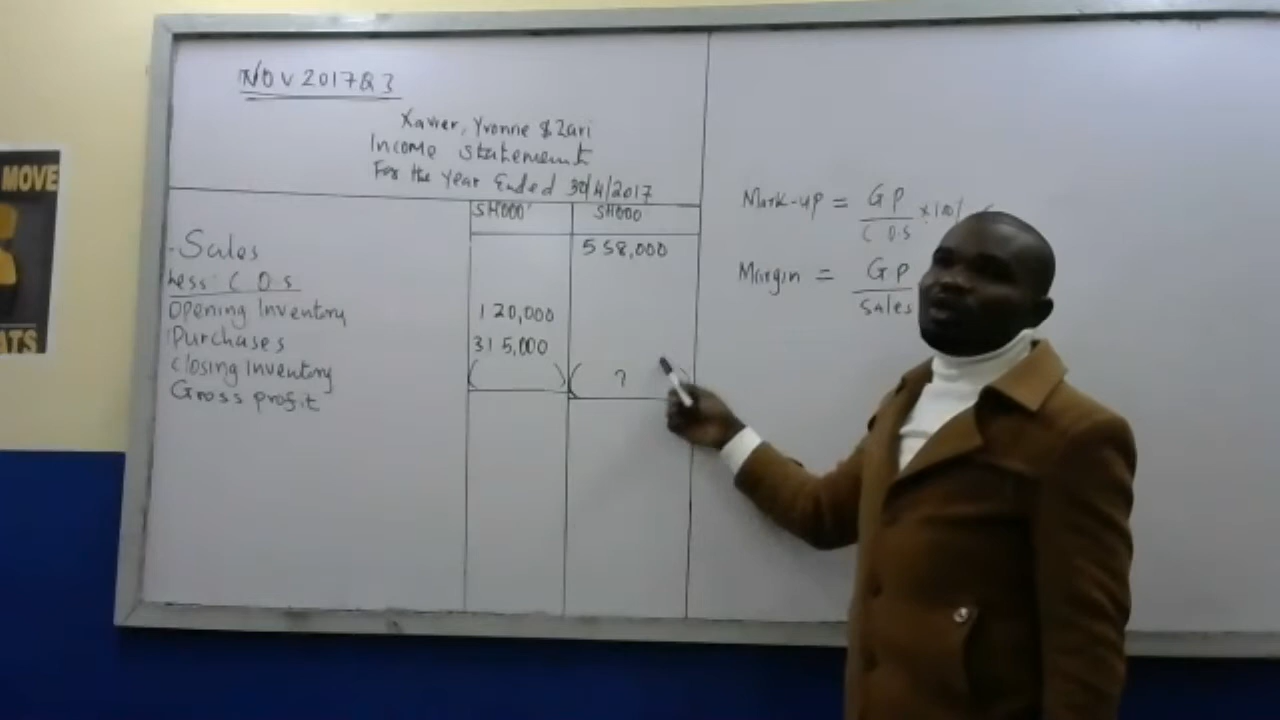 MOVE
ATS
NOV 2017 Q3
Xavier, Yvonne & Zari
Income statement
For the Year Ended 30/4/2017
SH000' SH000
Sales 558,000
Less: C O s
Opening Inventory 120,000
Purchases 315,000
Closing Inventory ( ) ( ? )
Gross profit
Mark-up = GP
C O.S
×100/
Margin = GP
Sales